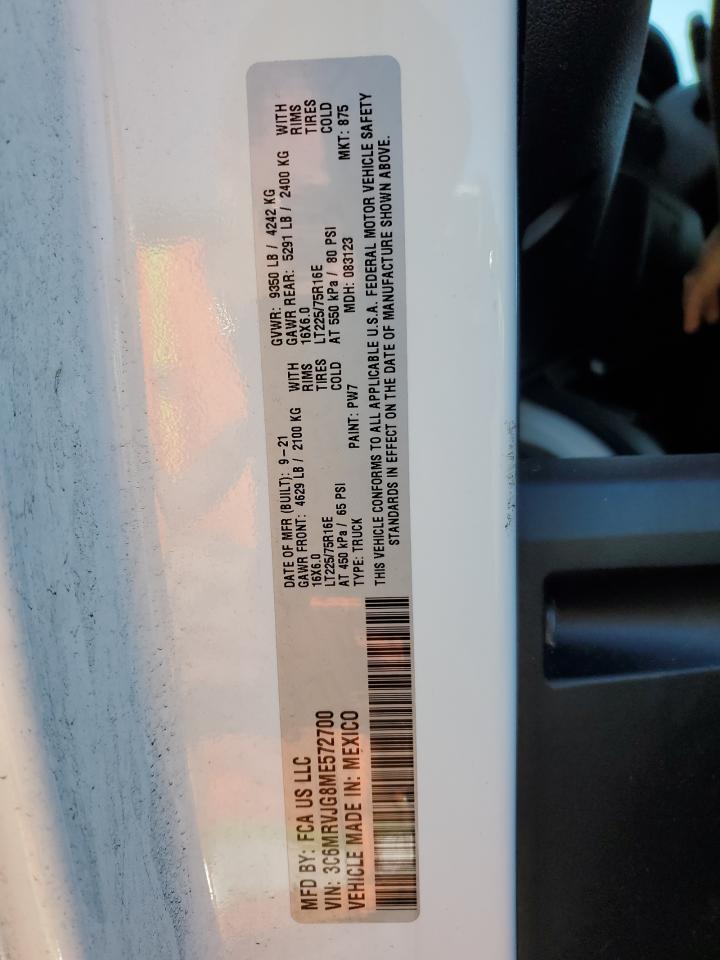 MFD BY: FCA US LLC
VIN: 3C6MRVJG8ME572700
VEHICLE MADE IN: MEXICO
DATE OF MFR (BUILT): 9-21 GVWR: 9350 LB / 4242 KG
GAWR FRONT: 4629 LB / 2100 KG WITH GAWR REAR: 5291 LB / 2400 KG WITH
16X6.0 RIMS 16X6.0 RIMS
LT225/75R16E TIRES LT225/75R16E TIRES
AT 450 kPa / 65 PSI COLD AT 550 kPa / 80 PSI COLD
TYPE: TRUCK PAINT: PW7 MDH: 083123 MKT: 875
THIS VEHICLE CONFORMS TO ALL APPLICABLE U.S.A. FEDERAL MOTOR VEHICLE SAFETY
STANDARDS IN EFFECT ON THE DATE OF MANUFACTURE SHOWN ABOVE.